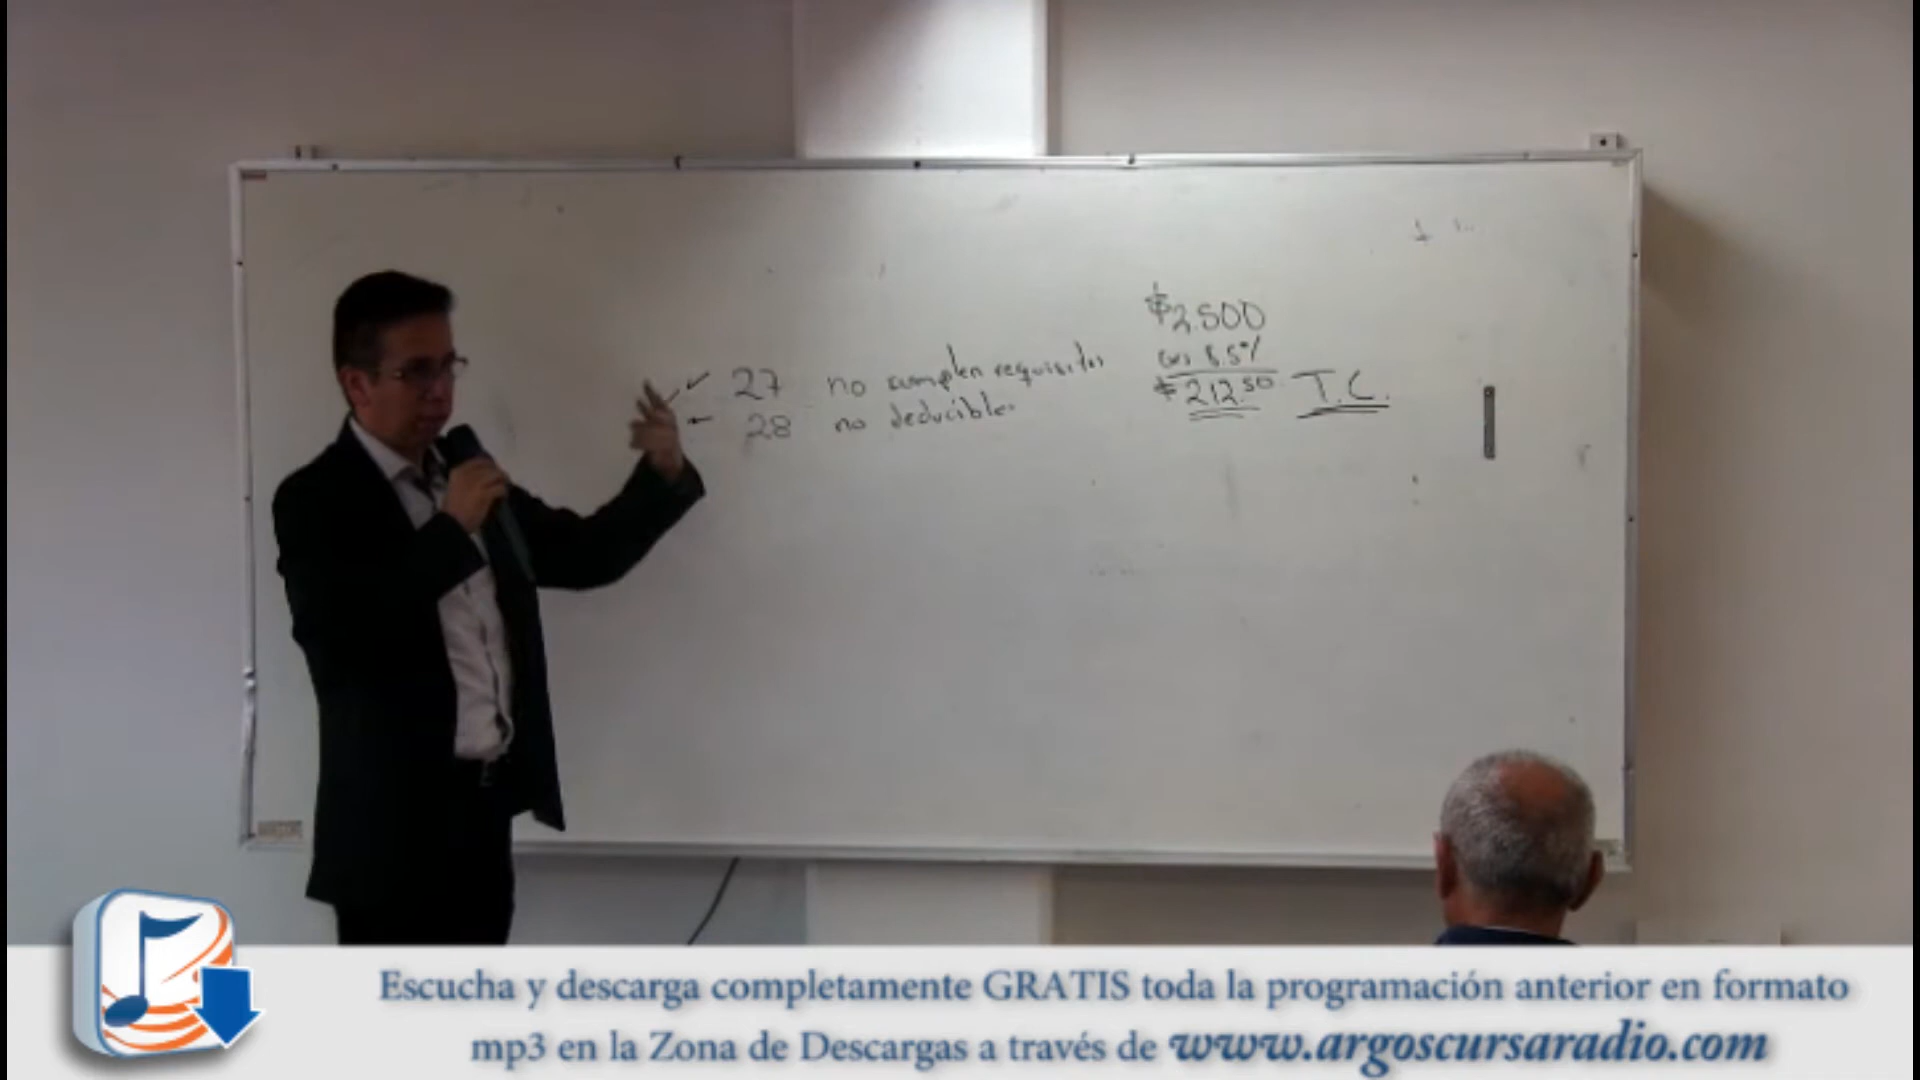 27 no cumplen requisitos
28 no deducibles
$2.500
8.5%
$212.50 T.C.
Escucha y descarga completamente GRATIS toda la programación anterior en formato
mp3 en la Zona de Descargas a través de www.argoscursaradio.com